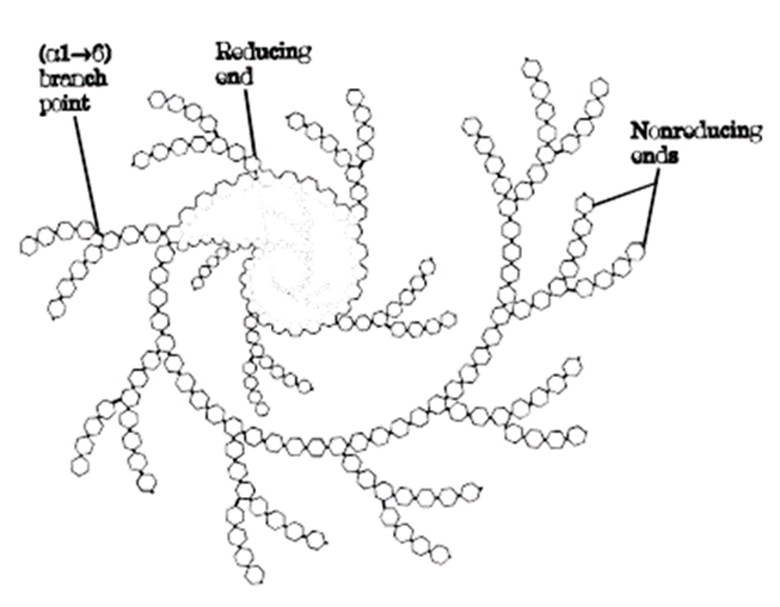 (α1→6)
branch
point
Reducing
end
Nonreducing
ends